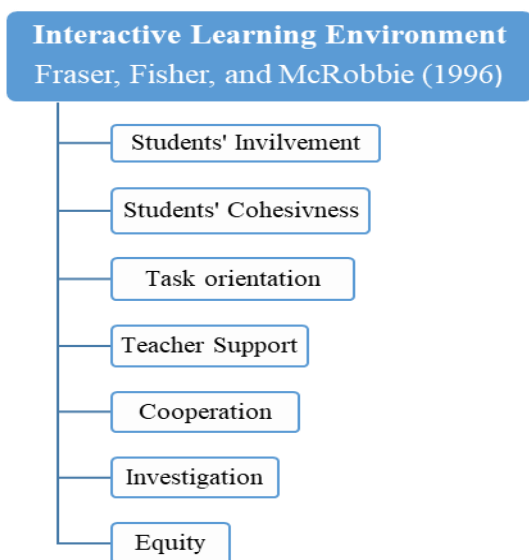 Interactive Learning Environment
Fraser, Fisher, and McRobbie (1996)
Students' Invilvement
Students' Cohesivness
Task orientation
Teacher Support
Cooperation
Investigation
Equity